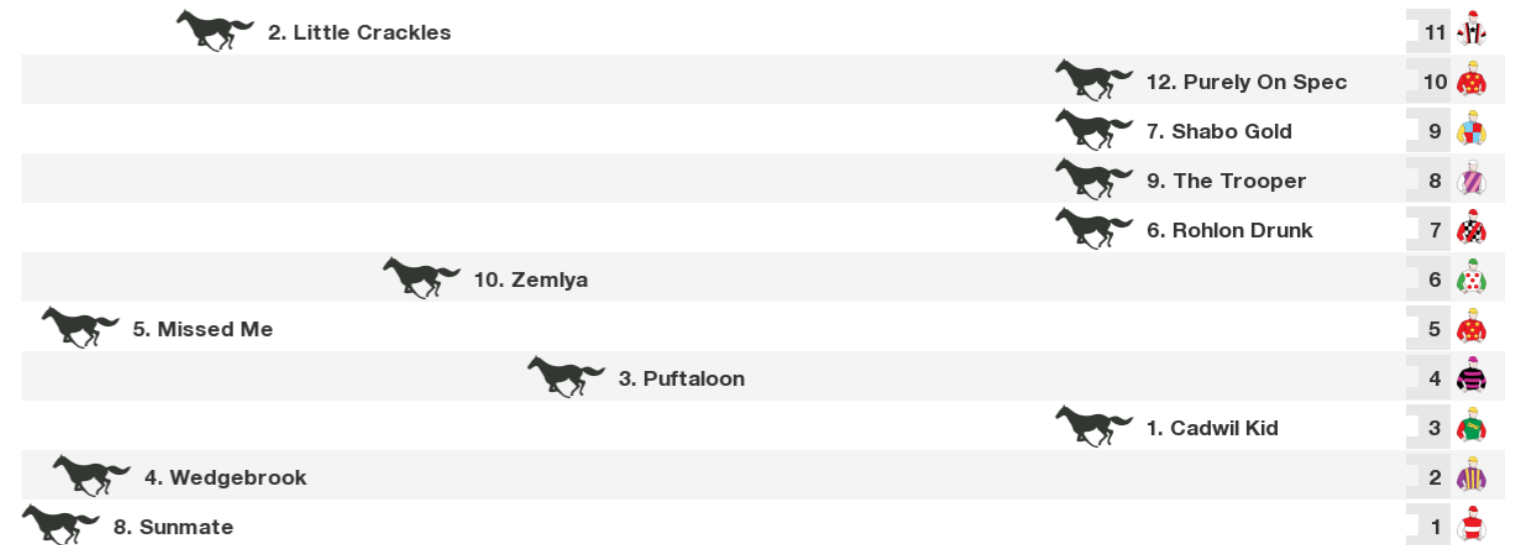 2. Little Crackles 11
12. Purely On Spec 10
7. Shabo Gold 9
9. The Trooper 8
6. Rohlon Drunk 7
10. Zemlya 6
5. Missed Me 5
3. Puftaloon 4
1. Cadwil Kid 3
4. Wedgebrook 2
8. Sunmate 1